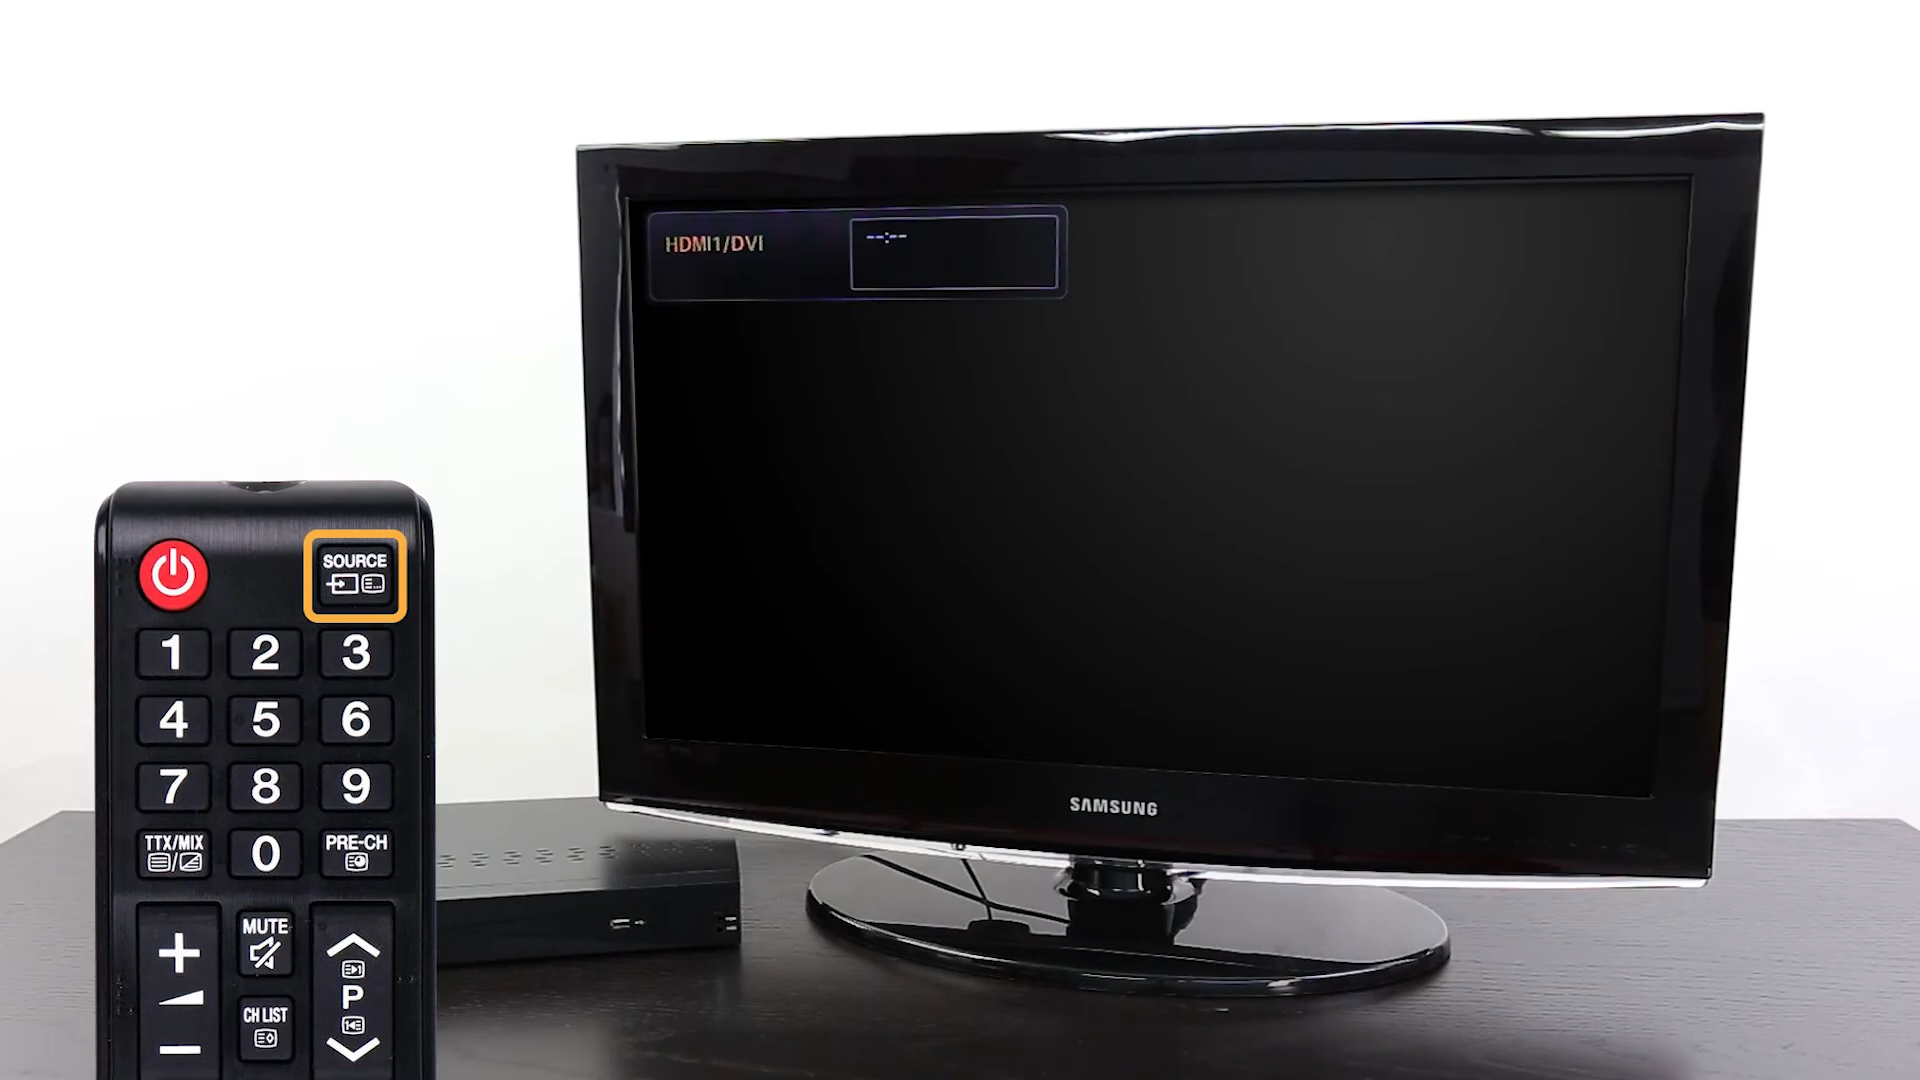 HDMI1/DVI
--:--
SOURCE
1 2 3
4 5 6
7 8 9
TTX/MIX 0 PRE-CH
MUTE
P
CH LIST
SAMSUNG